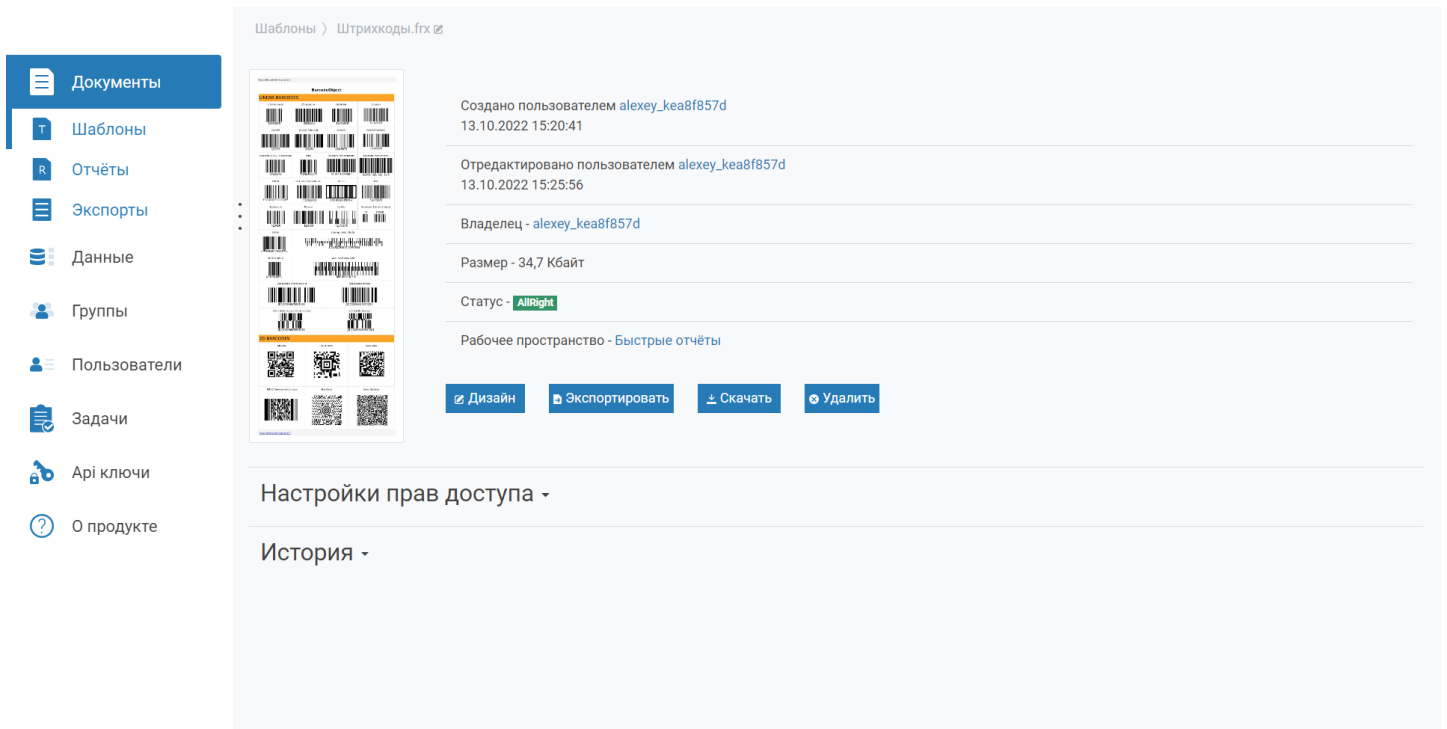 Шаблоны 〉 Штрихкоды.frx
Документы
Шаблоны
Отчёты
Экспорты
Данные
Группы
Пользователи
Задачи
Api ключи
О продукте
BarcodeObject
LINEAR BARCODES
2D BARCODES
Создано пользователем alexey_kea8f857d
13.10.2022 15:20:41
Отредактировано пользователем alexey_kea8f857d
13.10.2022 15:25:56
Владелец - alexey_kea8f857d
Размер - 34,7 Кбайт
Статус - AllRight
Рабочее пространство - Быстрые отчёты
Дизайн
Экспортировать
Скачать
Удалить
Настройки прав доступа
История